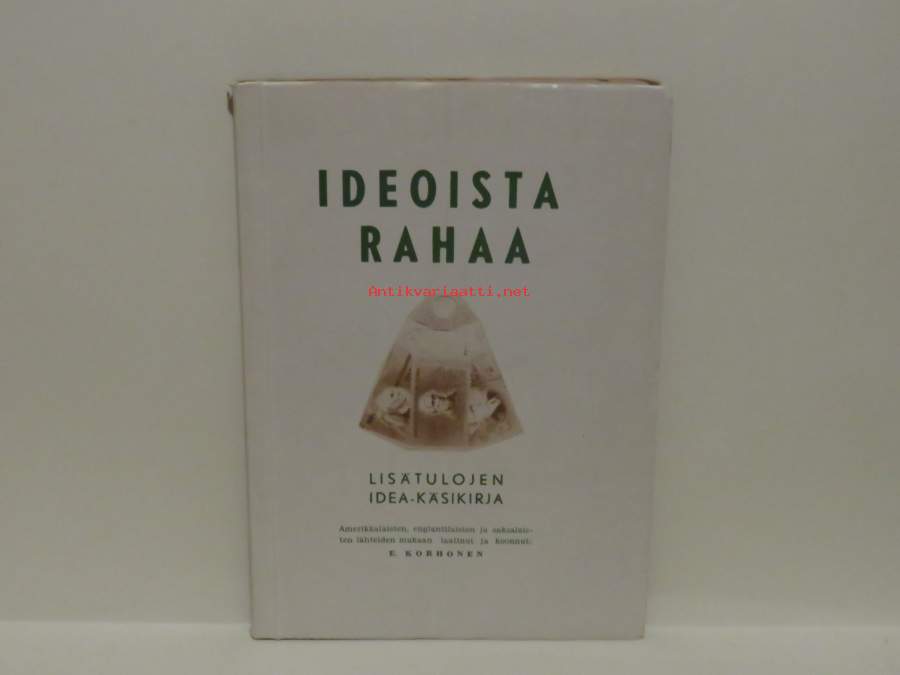 IDEOISTA
RAHAA
Antikvariaatti.net
LISÄTULOJEN
IDEA-KÄSIKIRJA
Amerikkalaisten, englantilaisten ja saksalais-
ten lähteiden mukaan laatinut ja koonnut:
E. KORHONEN